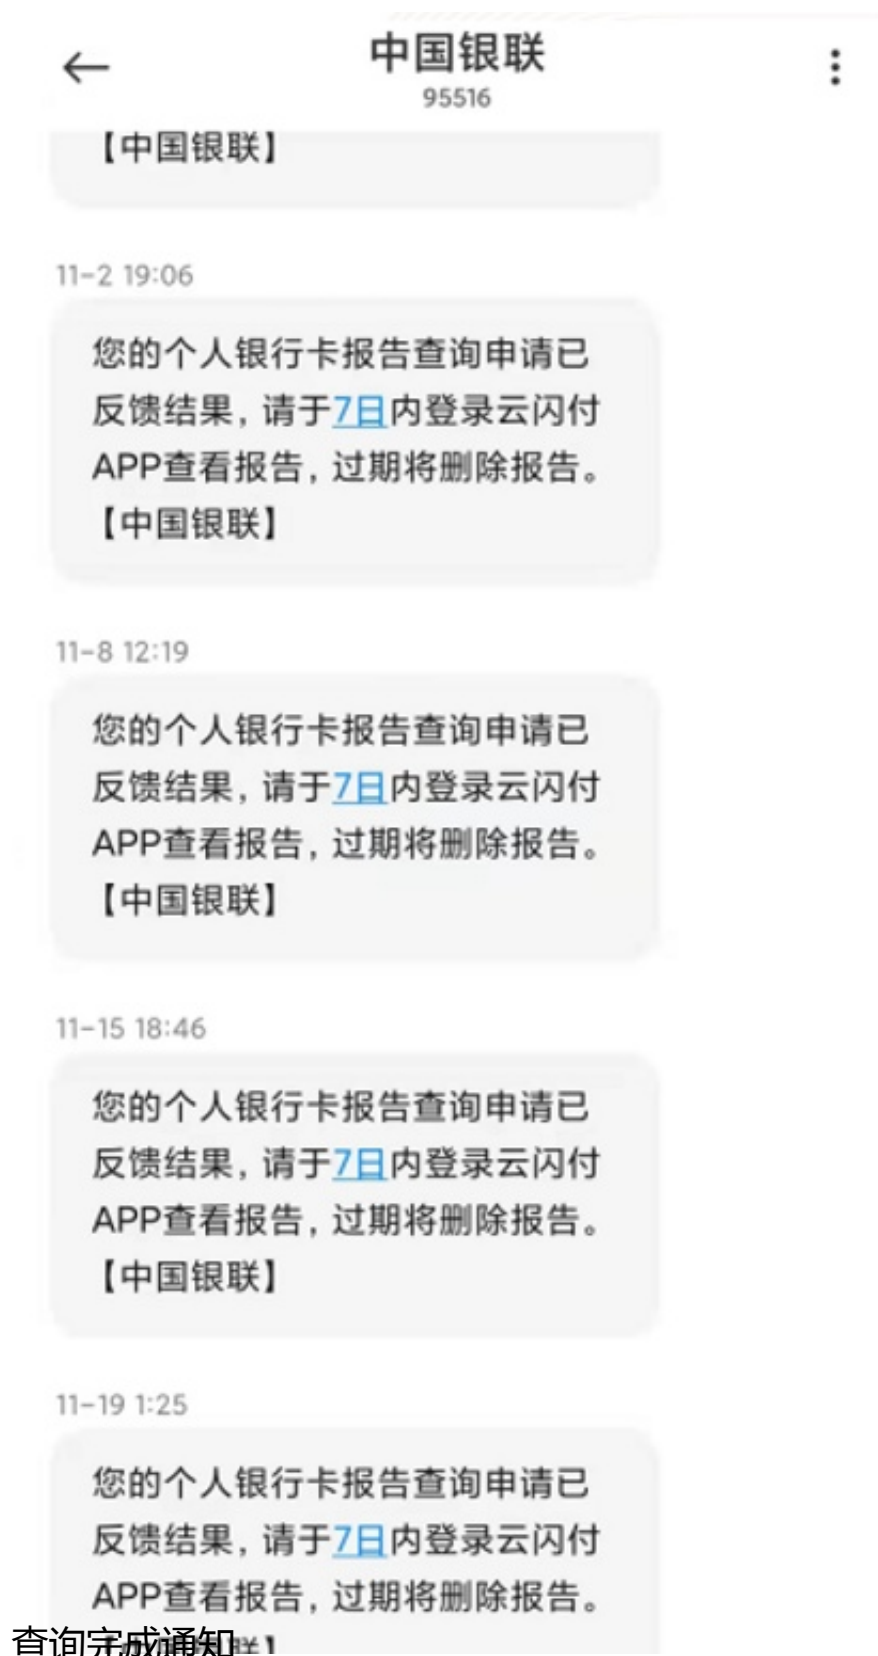 中国银联
95516
【中国银联】
11-2 19:06
您的个人银行卡报告查询申请已
反馈结果，请于7日内登录云闪付
APP查看报告，过期将删除报告。
【中国银联】
11-8 12:19
您的个人银行卡报告查询申请已
反馈结果，请于7日内登录云闪付
APP查看报告，过期将删除报告。
【中国银联】
11-15 18:46
您的个人银行卡报告查询申请已
反馈结果，请于7日内登录云闪付
APP查看报告，过期将删除报告。
【中国银联】
11-19 1:25
您的个人银行卡报告查询申请已
反馈结果，请于7日内登录云闪付
APP查看报告，过期将删除报告。
查询完成通知